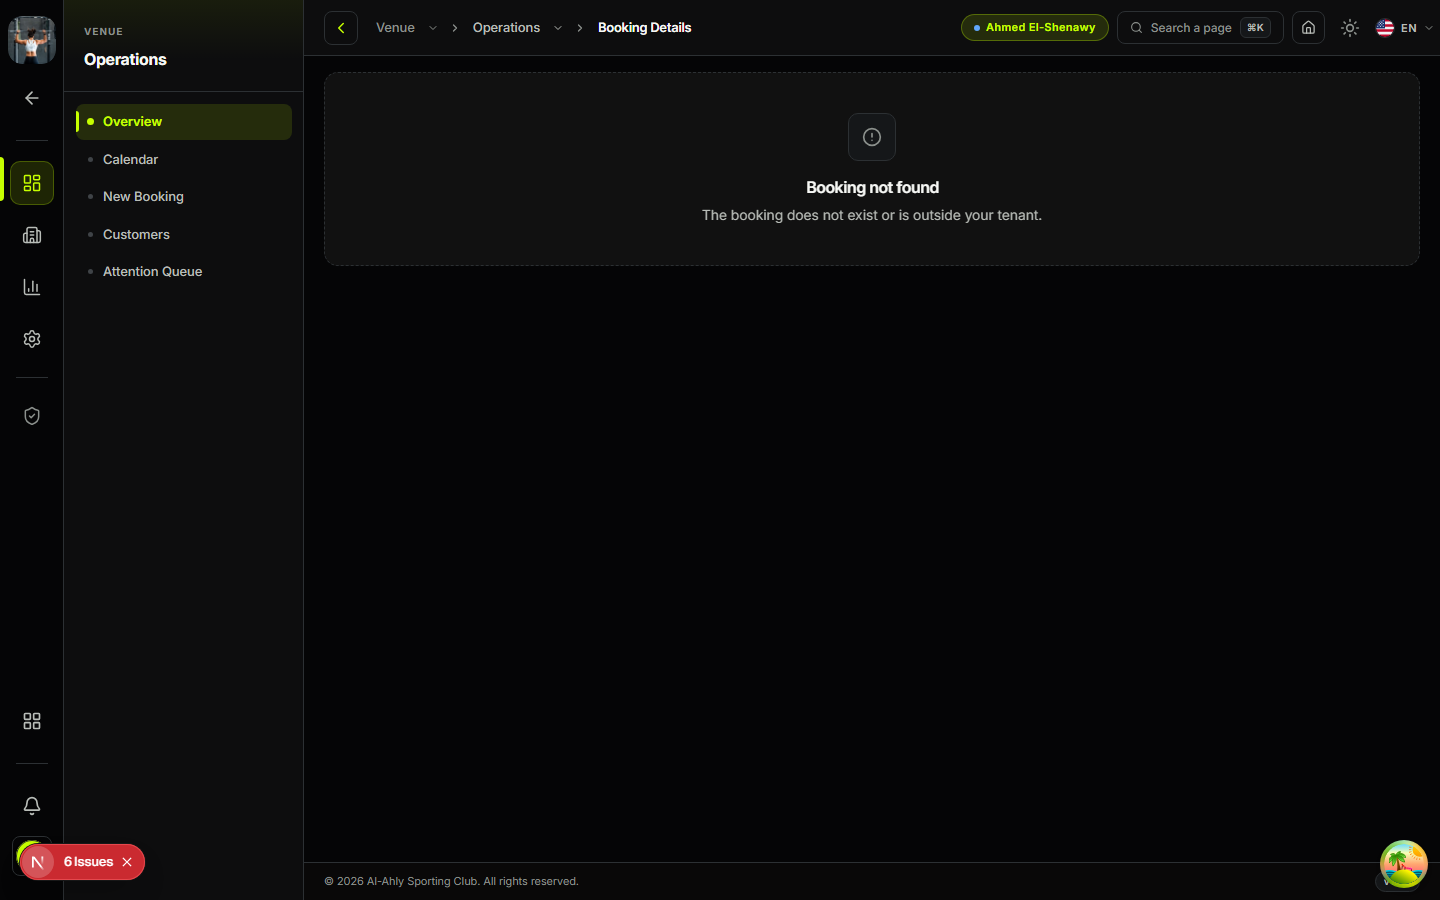 VENUE
Operations
Overview
Calendar
New Booking
Customers
Attention Queue
Venue
Operations
Booking Details
Ahmed El-Shenawy
Search a page
⌘K
EN
Booking not found
The booking does not exist or is outside your tenant.
N
6 Issues
© 2026 Al-Ahly Sporting Club. All rights reserved.